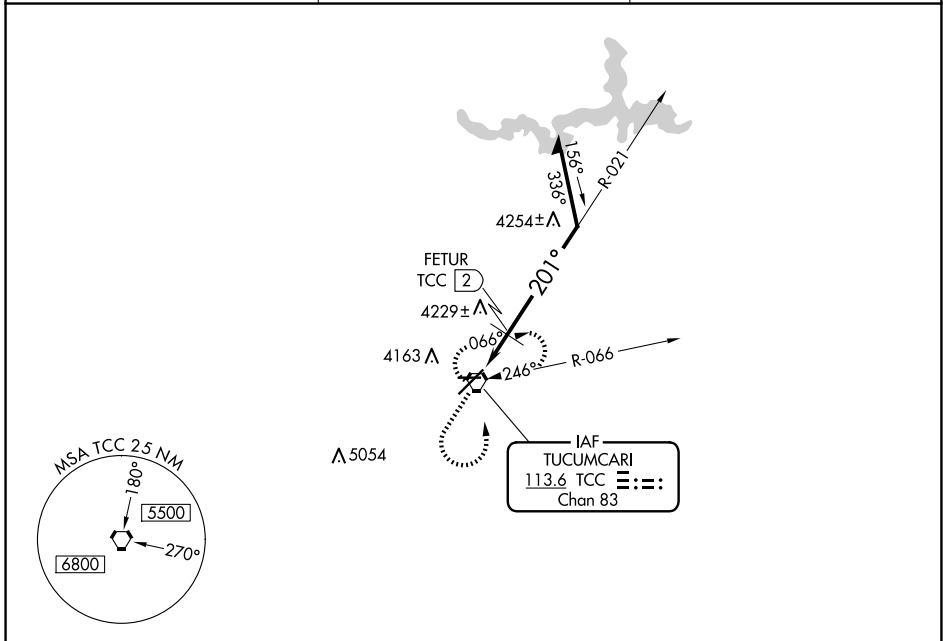 156°
336°
R-021
4254±
201°
FETUR
TCC 2
4229±
066°
4163
R-066
246°
5054
IAF
TUCUMCARI
113.6 TCC
Chan 83
MSA TCC 25 NM
180°
5500
270°
6800